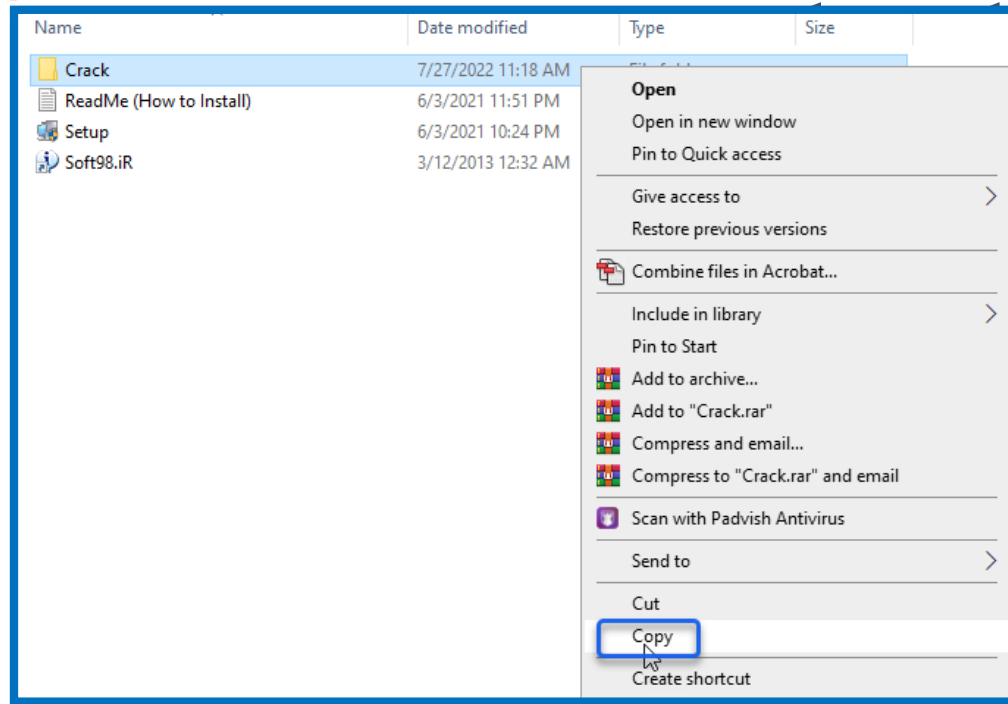 Name Date modified Type Size
Crack 7/27/2022 11:18 AM
ReadMe (How to Install) 6/3/2021 11:51 PM
Setup 6/3/2021 10:24 PM
Soft98.iR 3/12/2013 12:32 AM
Open
Open in new window
Pin to Quick access
Give access to
Restore previous versions
Combine files in Acrobat...
Include in library
Pin to Start
Add to archive...
Add to "Crack.rar"
Compress and email...
Compress to "Crack.rar" and email
Scan with Padvish Antivirus
Send to
Cut
Copy
Create shortcut